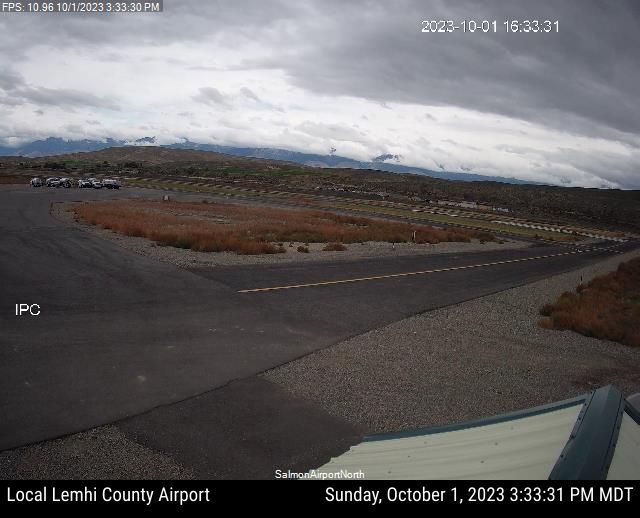 FPS: 10.96 10/1/2023 3:33:30 PM
2023-10-01 16:33:31
IPC
SalmonAirportNorth
Local Lemhi County Airport
Sunday, October 1, 2023 3:33:31 PM MDT